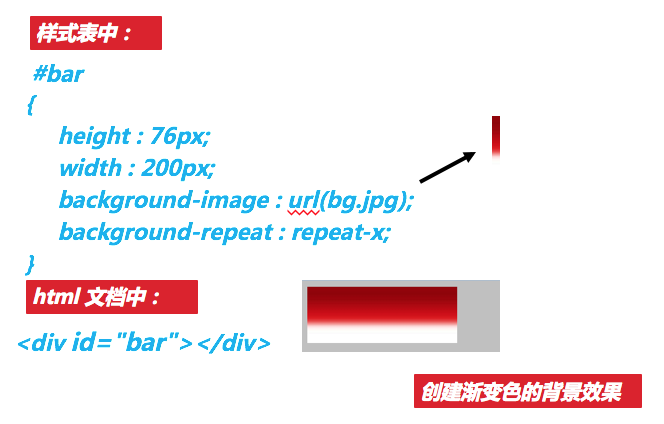 样式表中：
#bar
{
height : 76px;
width : 200px;
background-image : url(bg.jpg);
background-repeat : repeat-x;
}
html 文档中：
<div id="bar"></div>
创建渐变色的背景效果